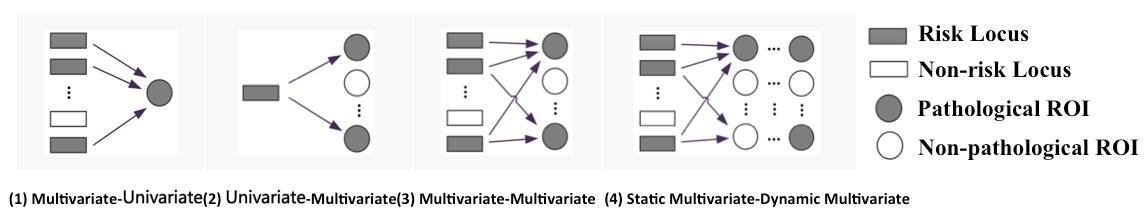 Risk Locus
Non-risk Locus
Pathological ROI
Non-pathological ROI
(1) Multivariate-Univariate(2) Univariate-Multivariate(3) Multivariate-Multivariate (4) Static Multivariate-Dynamic Multivariate